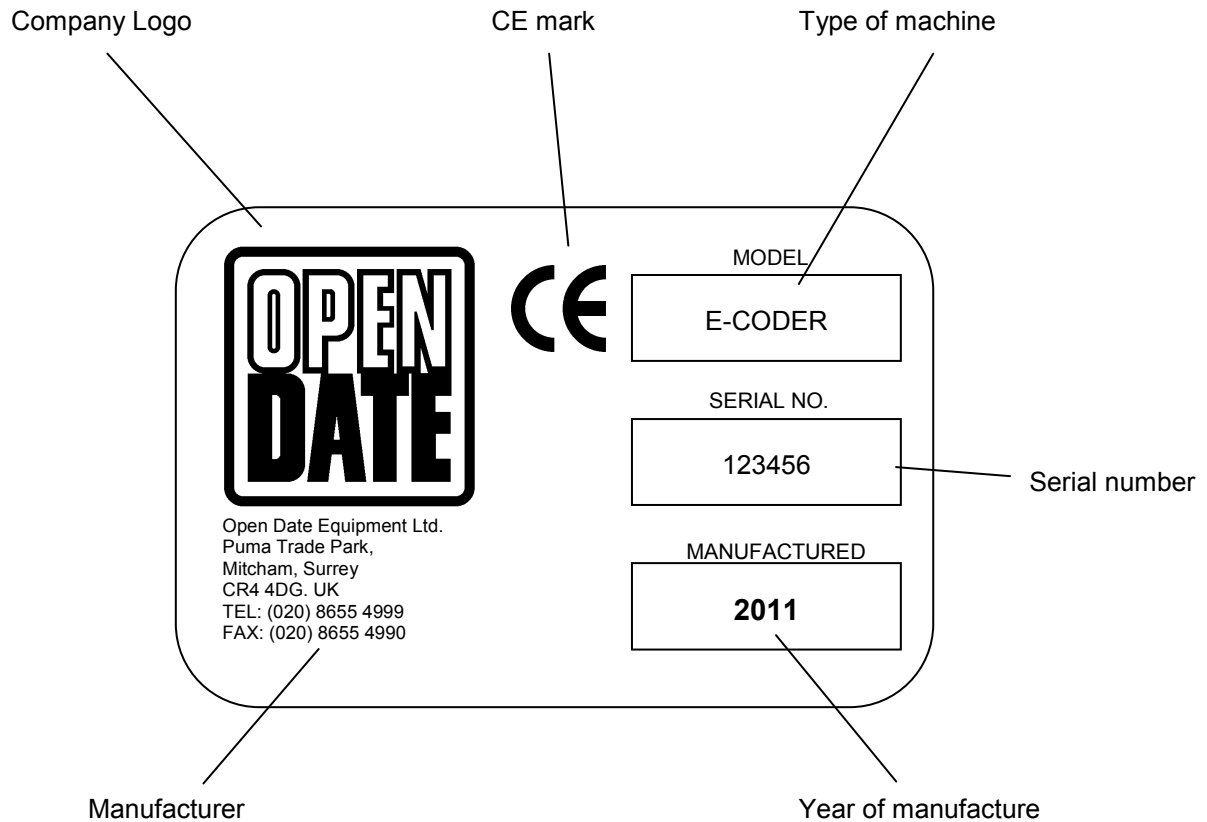 Company Logo
CE mark
Type of machine
OPEN
DATE
CE
MODEL
E-CODER
SERIAL NO.
123456
Serial number
Open Date Equipment Ltd.
Puma Trade Park,
Mitcham, Surrey
CR4 4DG. UK
TEL: (020) 8655 4999
FAX: (020) 8655 4990
MANUFACTURED
2011
Manufacturer
Year of manufacture